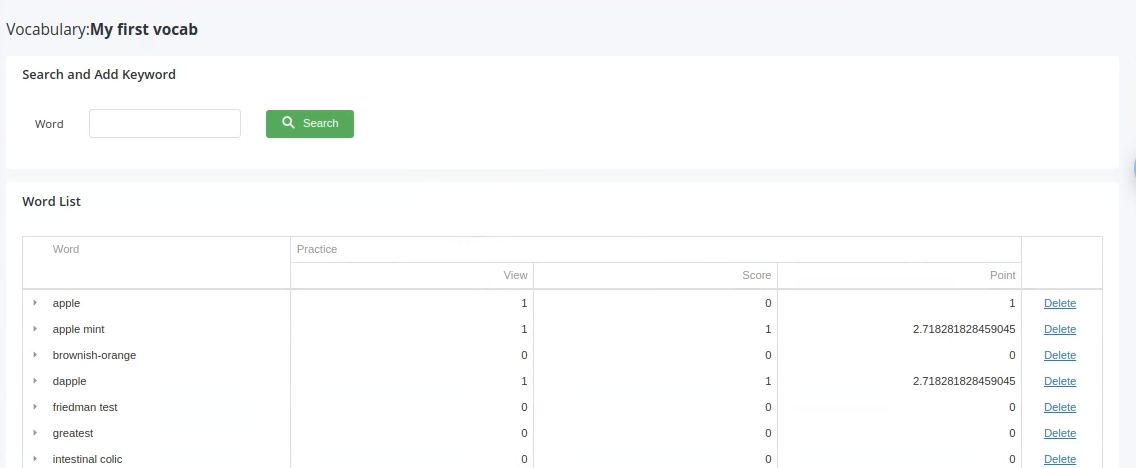 Vocabulary:My first vocab
Search and Add Keyword
Word
Search
Word List
Word Practice
View Score Point
apple 1 0 1 Delete
apple mint 1 1 2.718281828459045 Delete
brownish-orange 0 0 0 Delete
dapple 1 1 2.718281828459045 Delete
friedman test 0 0 0 Delete
greatest 0 0 0 Delete
intestinal colic 0 0 0 Delete